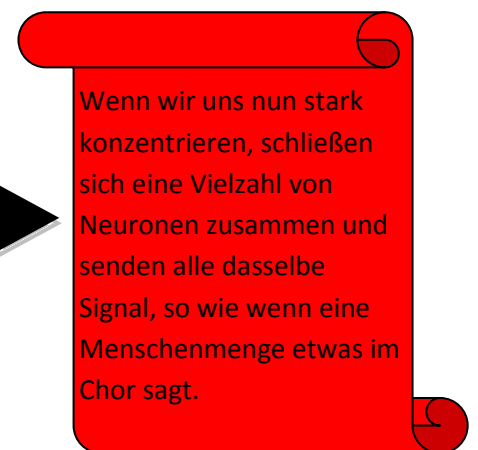 Wenn wir uns nun stark
konzentrieren, schließen
sich eine Vielzahl von
Neuronen zusammen und
senden alle dasselbe
Signal, so wie wenn eine
Menschenmenge etwas im
Chor sagt.